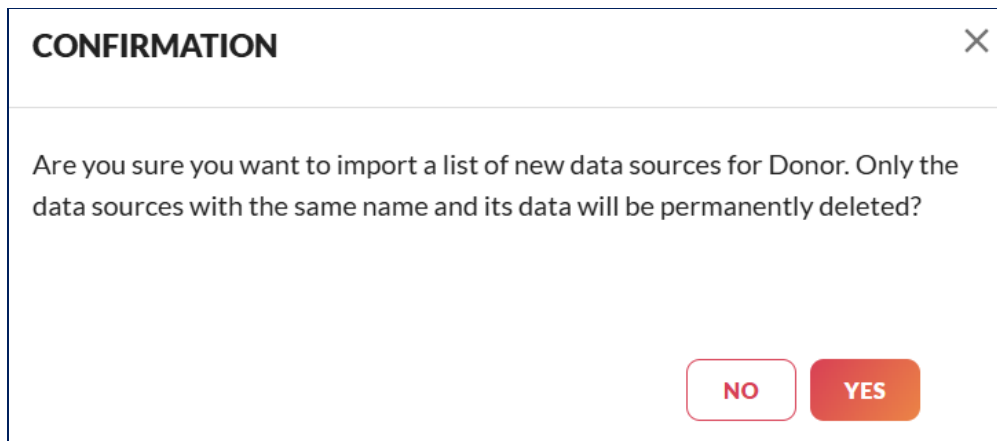 CONFIRMATION
Are you sure you want to import a list of new data sources for Donor. Only the
data sources with the same name and its data will be permanently deleted?
NO
YES